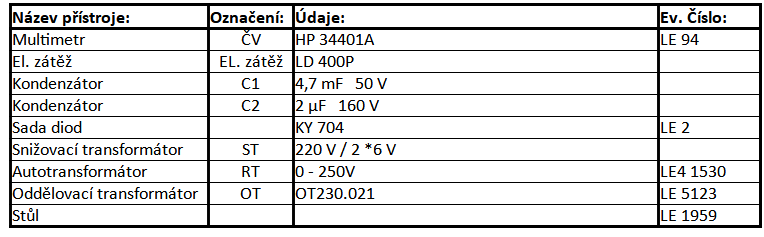 Název přístroje: Označení: Údaje: Ev. Číslo:
Multimetr ČV HP 34401A LE 94
El. zátěž EL. zátěž LD 400P
Kondenzátor C1 4,7 mF 50 V
Kondenzátor C2 2 µF 160 V
Sada diod KY 704 LE 2
Snižovací transformátor ST 220 V / 2 *6 V
Autotransformátor RT 0 - 250V LE4 1530
Oddělovací transformátor OT OT230.021 LE 5123
Stůl LE 1959